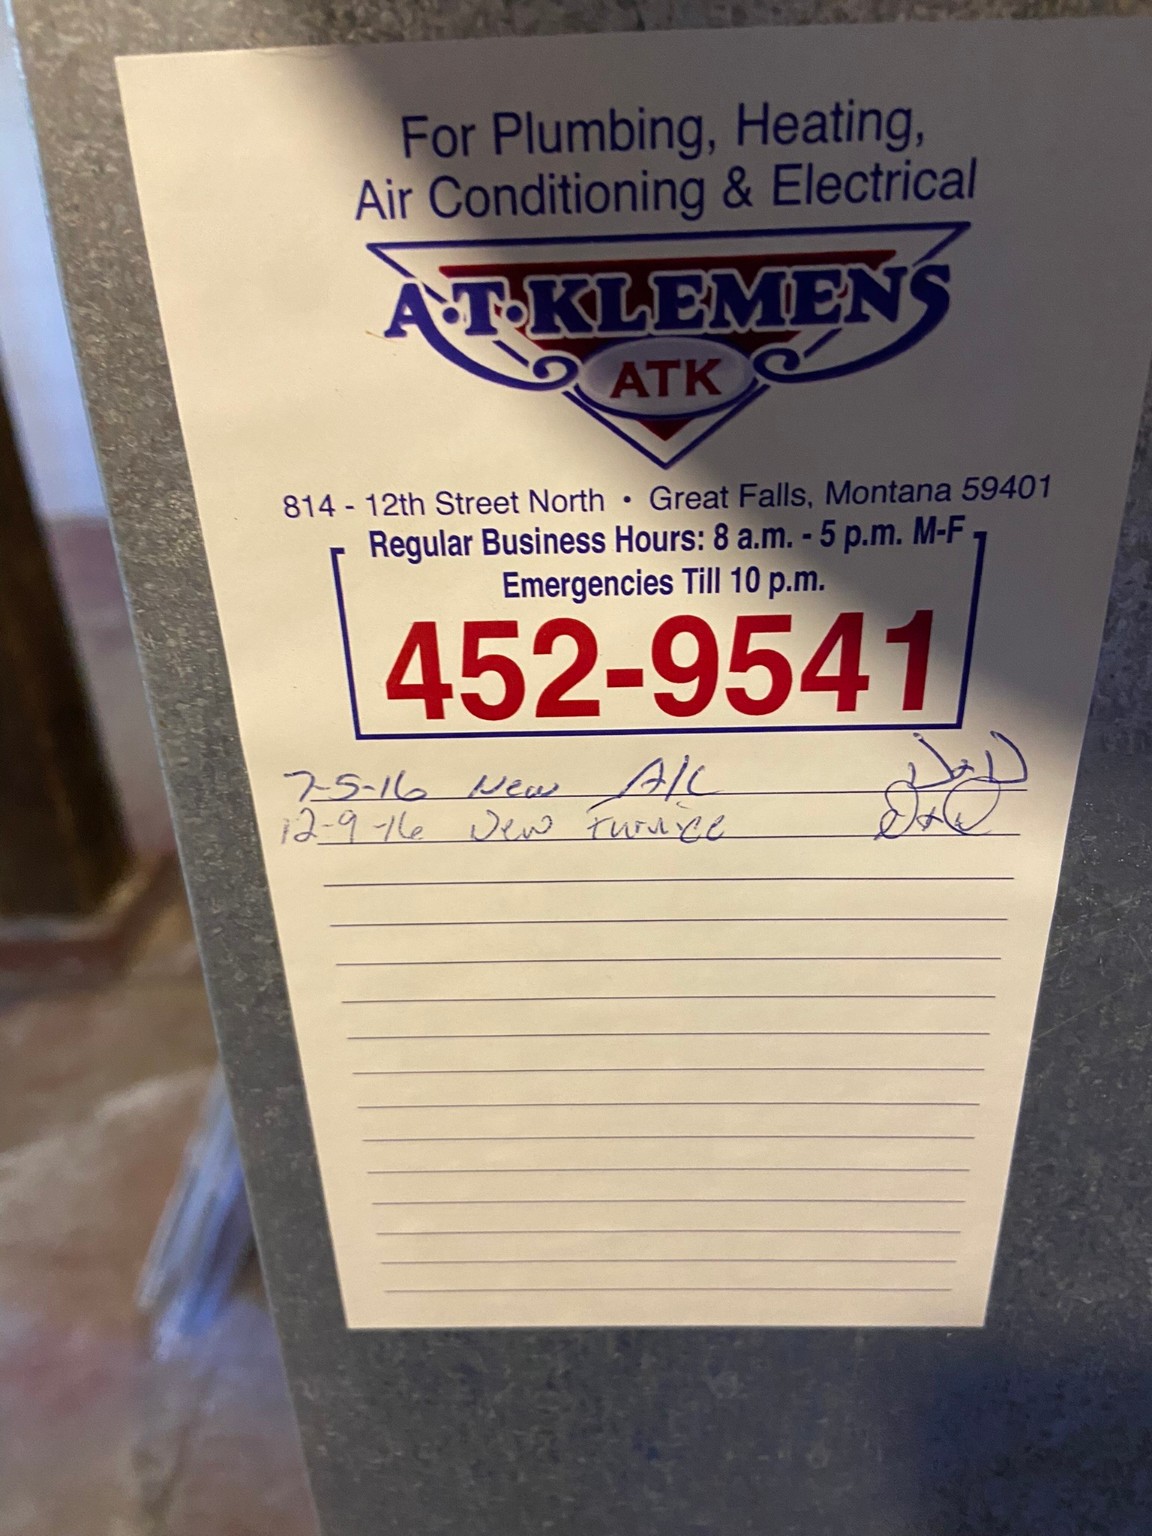 For Plumbing, Heating,
Air Conditioning & Electrical
A·T·KLEMENS
ATK
814 - 12th Street North • Great Falls, Montana 59401
Regular Business Hours: 8 a.m. - 5 p.m. M-F
Emergencies Till 10 p.m.
452-9541
7-5-16 New A/C
12-9-16 New Furnice